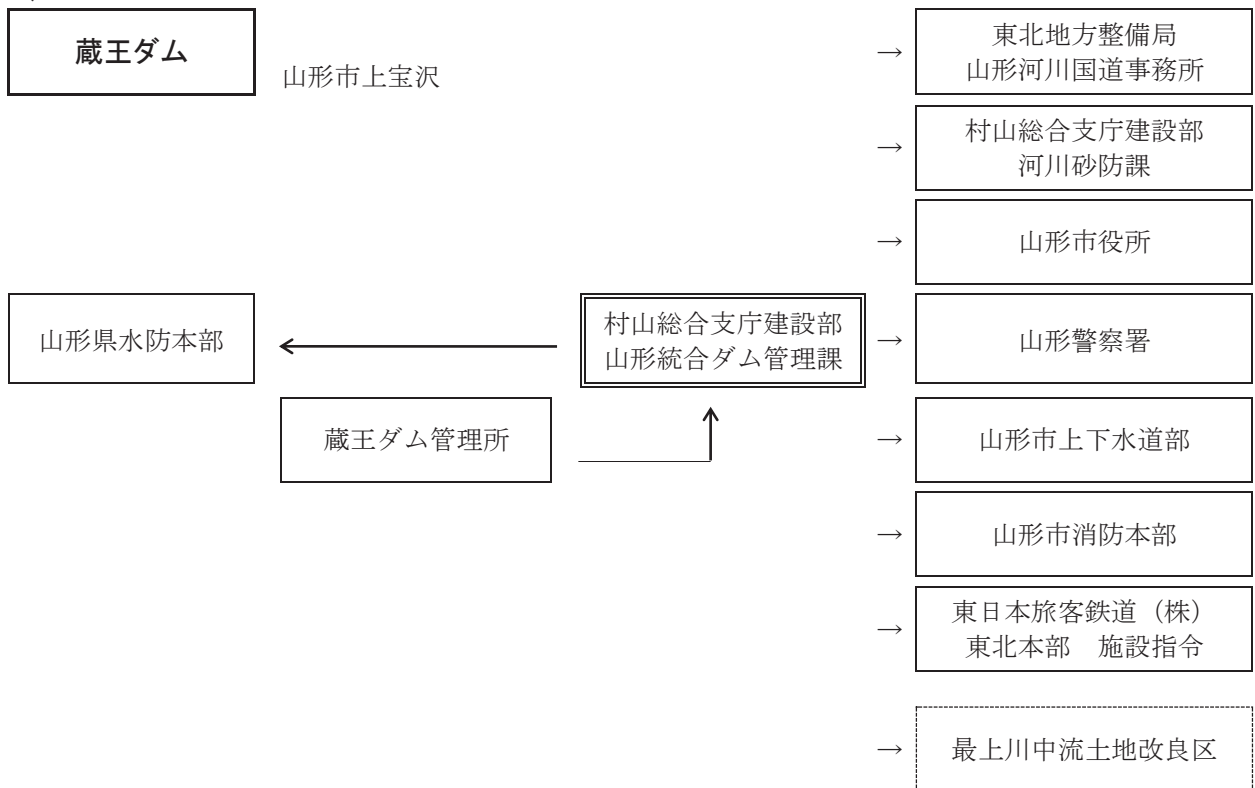 蔵王ダム
山形市上宝沢
→
東北地方整備局
山形河川国道事務所
→
村山総合支庁建設部
河川砂防課
→
山形市役所
山形県水防本部
村山総合支庁建設部
山形統合ダム管理課
→
山形警察署
蔵王ダム管理所
→
山形市上下水道部
→
山形市消防本部
→
東日本旅客鉄道（株）
東北本部　施設指令
→
最上川中流土地改良区